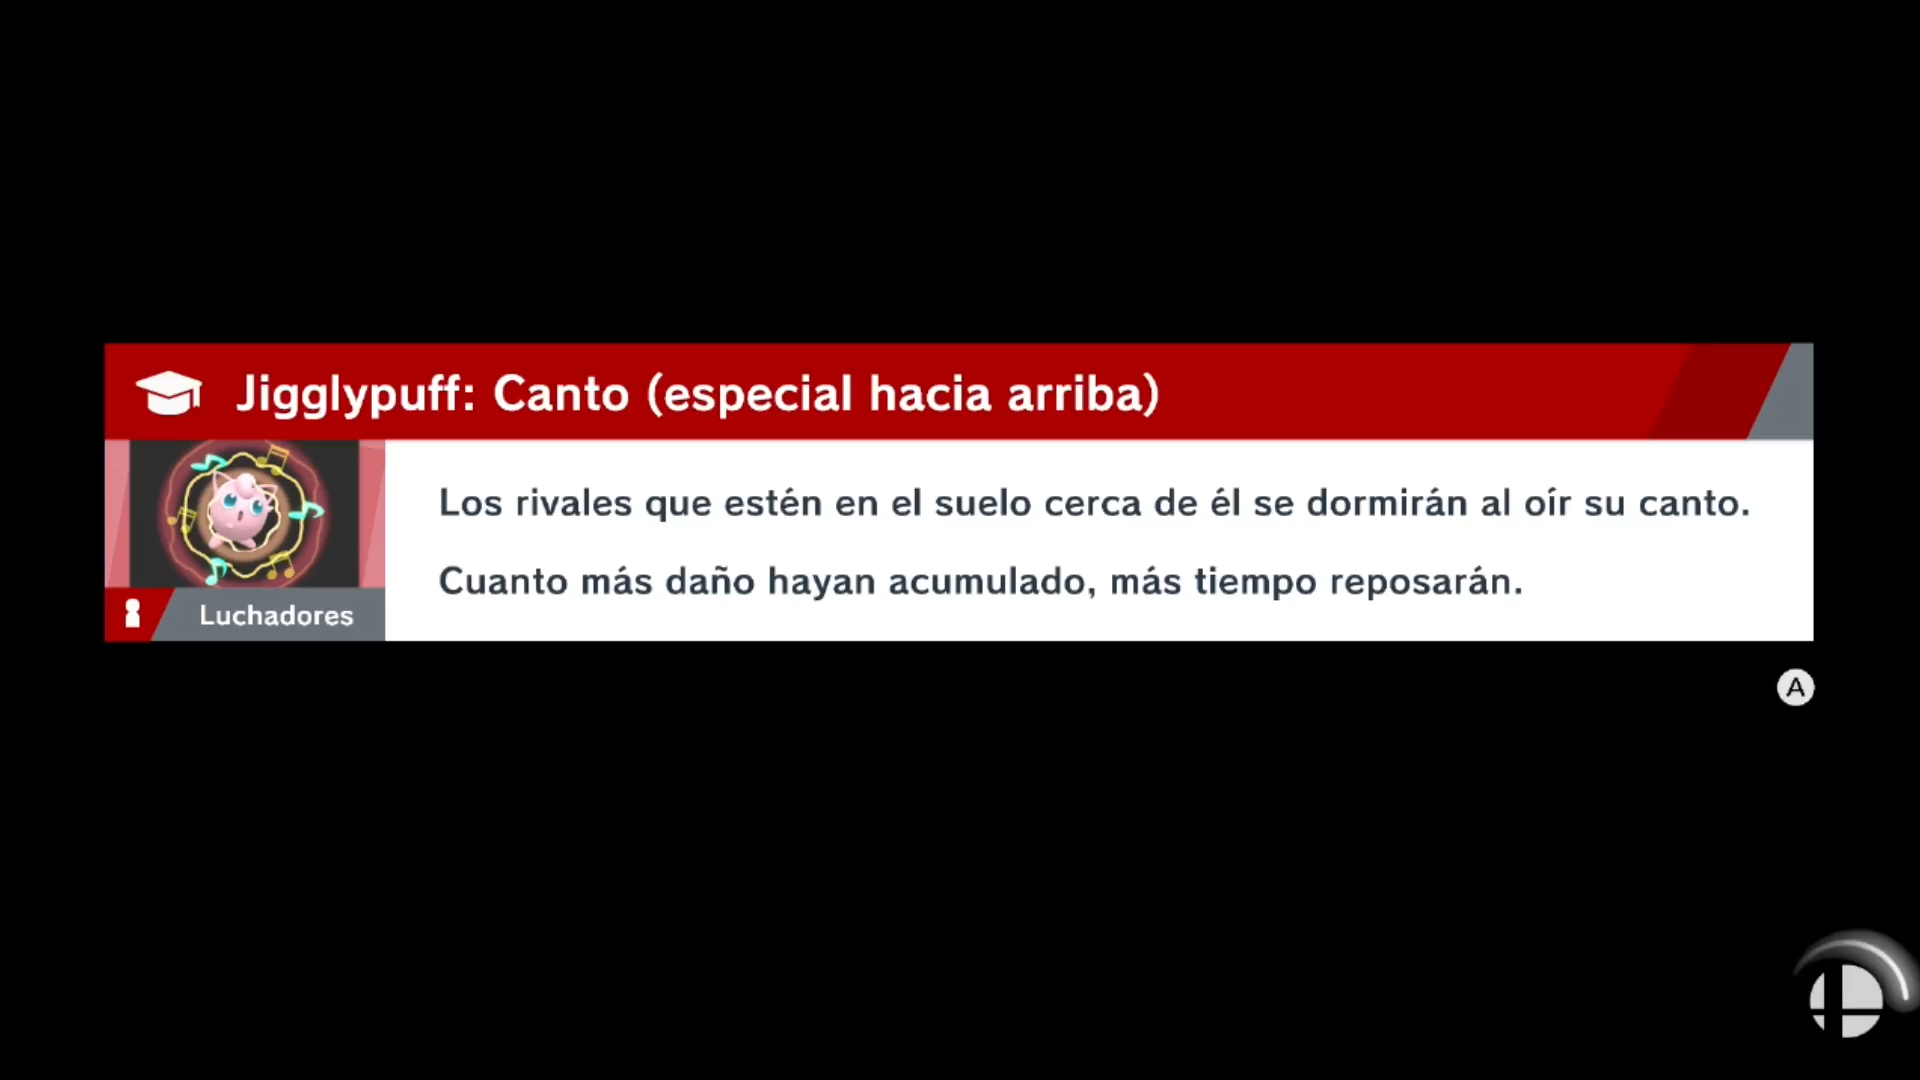 Jigglypuff: Canto (especial hacia arriba)
Los rivales que estén en el suelo cerca de él se dormirán al oír su canto.
Cuanto más daño hayan acumulado, más tiempo reposarán.
Luchadores
A